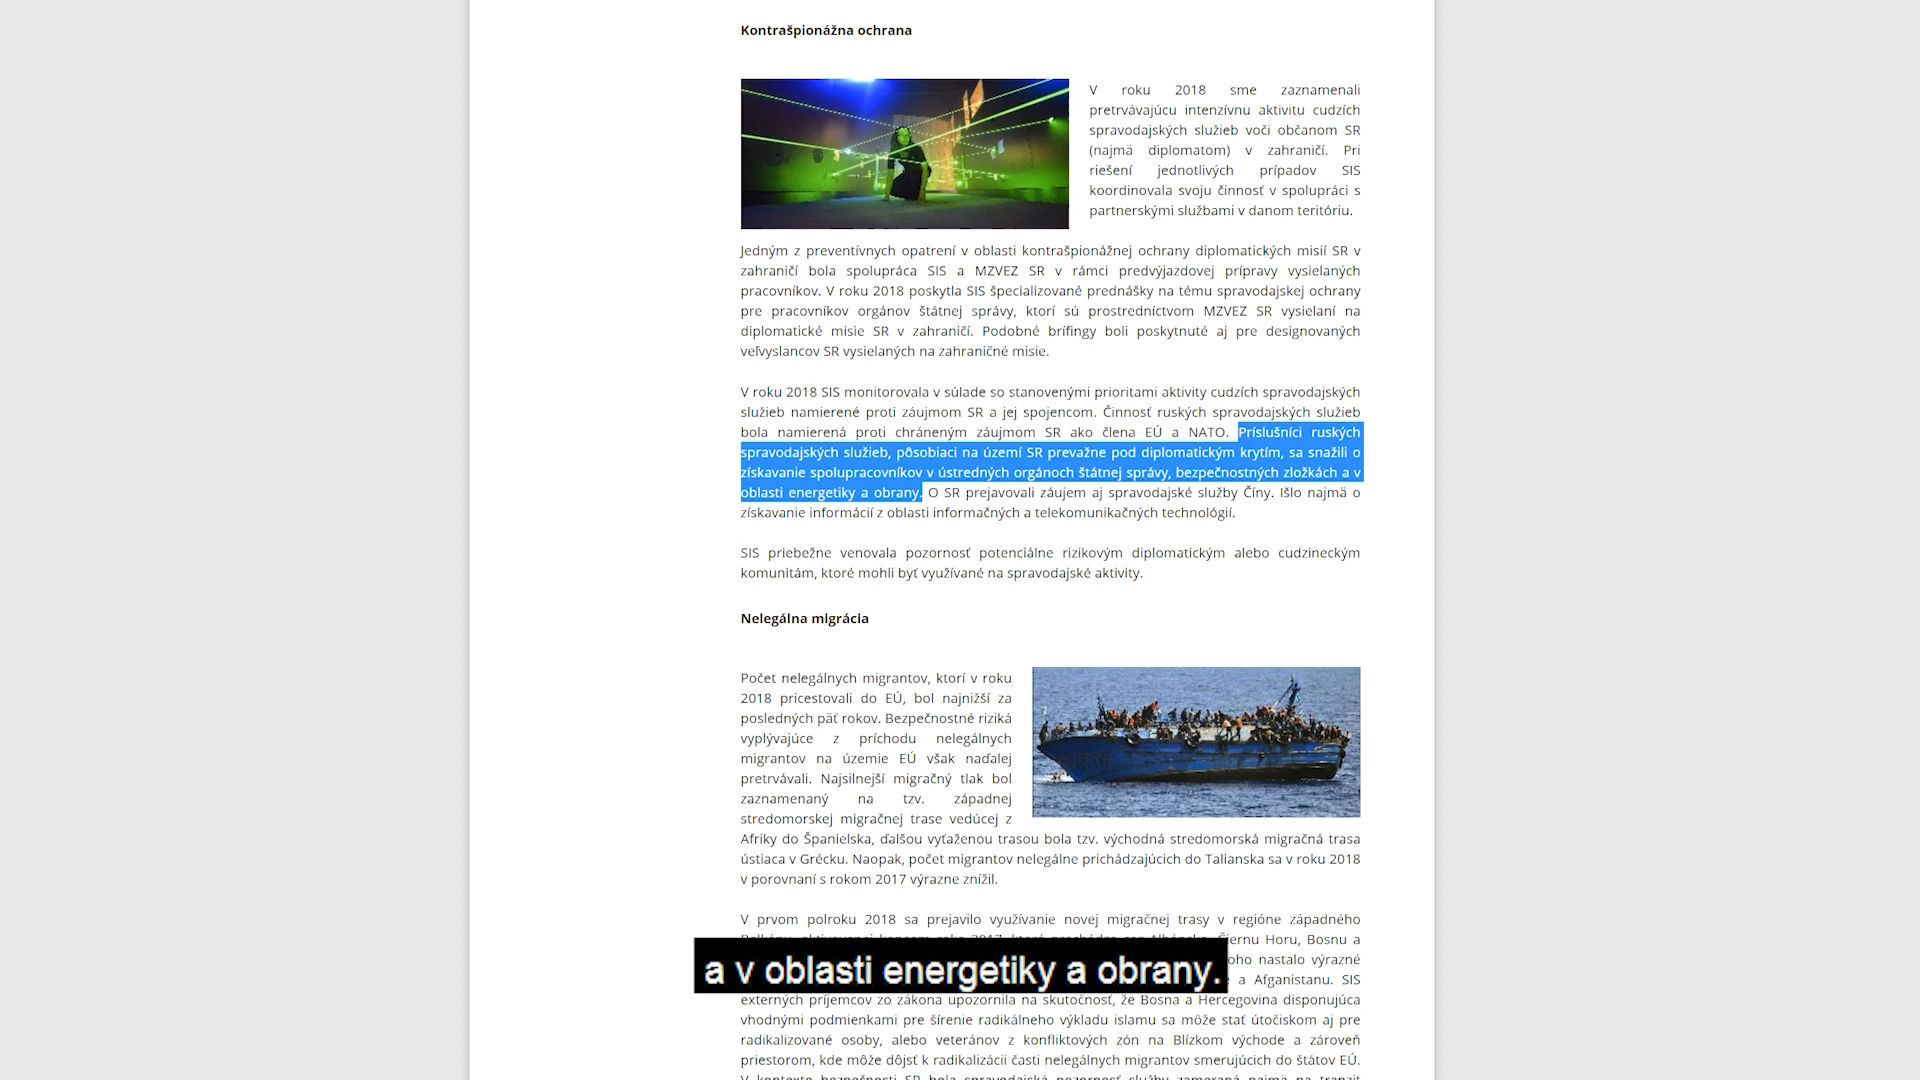 Kontrašpionážna ochrana
V roku 2018 sme zaznamenali
pretrvávajúcu intenzívnu aktivitu cudzích
spravodajských služieb voči občanom SR
(najmä diplomatom) v zahraničí. Pri
riešení jednotlivých prípadov SIS
koordinovala svoju činnosť v spolupráci s
partnerskými službami v danom teritóriu.
Jedným z preventívnych opatrení v oblasti kontrašpionážnej ochrany diplomatických misií SR v
zahraničí bola spolupráca SIS a MZVEZ SR v rámci predvýjazdovej prípravy vysielaných
pracovníkov. V roku 2018 poskytla SIS špecializované prednášky na tému spravodajskej ochrany
pre pracovníkov orgánov štátnej správy, ktorí sú prostredníctvom MZVEZ SR vysielaní na
diplomatické misie SR v zahraničí. Podobné brífingy boli poskytnuté aj pre designovaných
veľvyslancov SR vysielaných na zahraničné misie.
V roku 2018 SIS monitorovala v súlade so stanovenými prioritami aktivity cudzích spravodajských
služieb namierené proti záujmom SR a jej spojencom. Činnosť ruských spravodajských služieb
bola namierená proti chráneným záujmom SR ako člena EÚ a NATO. Príslušníci ruských
spravodajských služieb, pôsobiaci na území SR prevažne pod diplomatickým krytím, sa snažili o
získavanie spolupracovníkov v ústredných orgánoch štátnej správy, bezpečnostných zložkách a v
oblasti energetiky a obrany. O SR prejavovali záujem aj spravodajské služby Číny. Išlo najmä o
získavanie informácií z oblasti informačných a telekomunikačných technológií.
SIS priebežne venovala pozornosť potenciálne rizikovým diplomatickým alebo cudzineckým
komunitám, ktoré mohli byť využívané na spravodajské aktivity.
Nelegálna migrácia
Počet nelegálnych migrantov, ktorí v roku
2018 pricestovali do EÚ, bol najnižší za
posledných päť rokov. Bezpečnostné riziká
vyplývajúce z príchodu nelegálnych
migrantov na územie EÚ však naďalej
pretrvávali. Najsilnejší migračný tlak bol
zaznamenaný na tzv. západnej
stredomorskej migračnej trase vedúcej z
Afriky do Španielska, ďalšou vyťaženou trasou bola tzv. východná stredomorská migračná trasa
ústiaca v Grécku. Naopak, počet migrantov nelegálne prichádzajúcich do Talianska sa v roku 2018
v porovnaní s rokom 2017 výrazne znížil.
V prvom polroku 2018 sa prejavilo využívanie novej migračnej trasy v regióne západného
Horu, Bosnu a
nastalo výrazné
a Afganistanu. SIS
a v oblasti energetiky a obrany.
externých príjemcov zo zákona upozornila na skutočnosť, že Bosna a Hercegovina disponujúca
vhodnými podmienkami pre šírenie radikálneho výkladu islamu sa môže stať útočiskom aj pre
radikalizované osoby, alebo veteránov z konfliktových zón na Blízkom východe a zároveň
priestorom, kde môže dôjsť k radikalizácii časti nelegálnych migrantov smerujúcich do štátov EÚ.